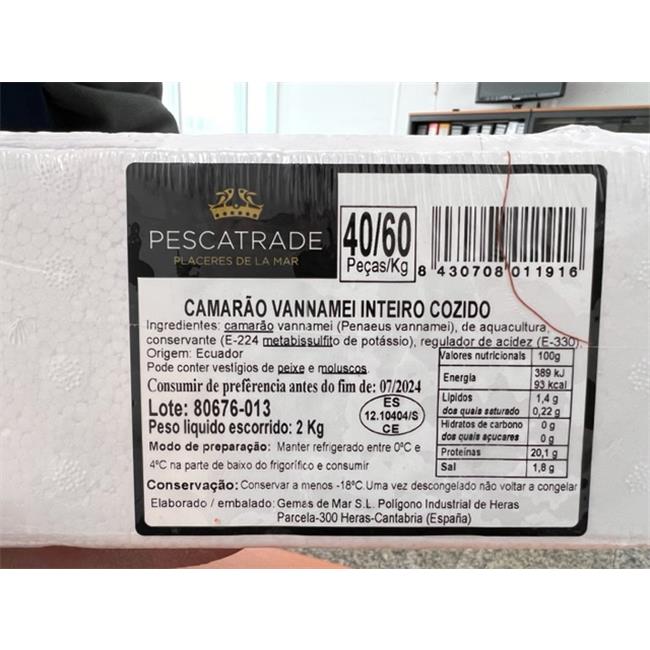 PESCATRADE
PLACERES DE LA MAR
40/60
Peças/Kg
8 430708 011916
CAMARÃO VANNAMEI INTEIRO COZIDO
Ingredientes: camarão vannamei (Penaeus vannamei), de aquacultura,
conservante (E-224 metabissulfito de potássio), regulador de acidez (E-330).
Origem: Ecuador
Pode conter vestígios de peixe e moluscos.
Consumir de preferência antes do fim de: 07/2024
Lote: 80676-013
Peso liquido escorrido: 2 Kg
ES
12.10404/S
CE
Valores nutricionais 100g
Energia 389 kJ
93 kcal
Lípidos 1,4 g
dos quais saturado 0,22 g
Hidratos de carbono 0 g
dos quais açucares 0 g
Proteínas 20,1 g
Sal 1,8 g
Modo de preparação: Manter refrigerado entre 0ºC e
4ºC na parte de baixo do frigorífico e consumir
Conservação: Conservar a menos -18ºC. Uma vez descongelado não voltar a congelar
Elaborado / embalado: Gemas de Mar S.L. Polígono Industrial de Heras
Parcela-300 Heras-Cantabria (España)